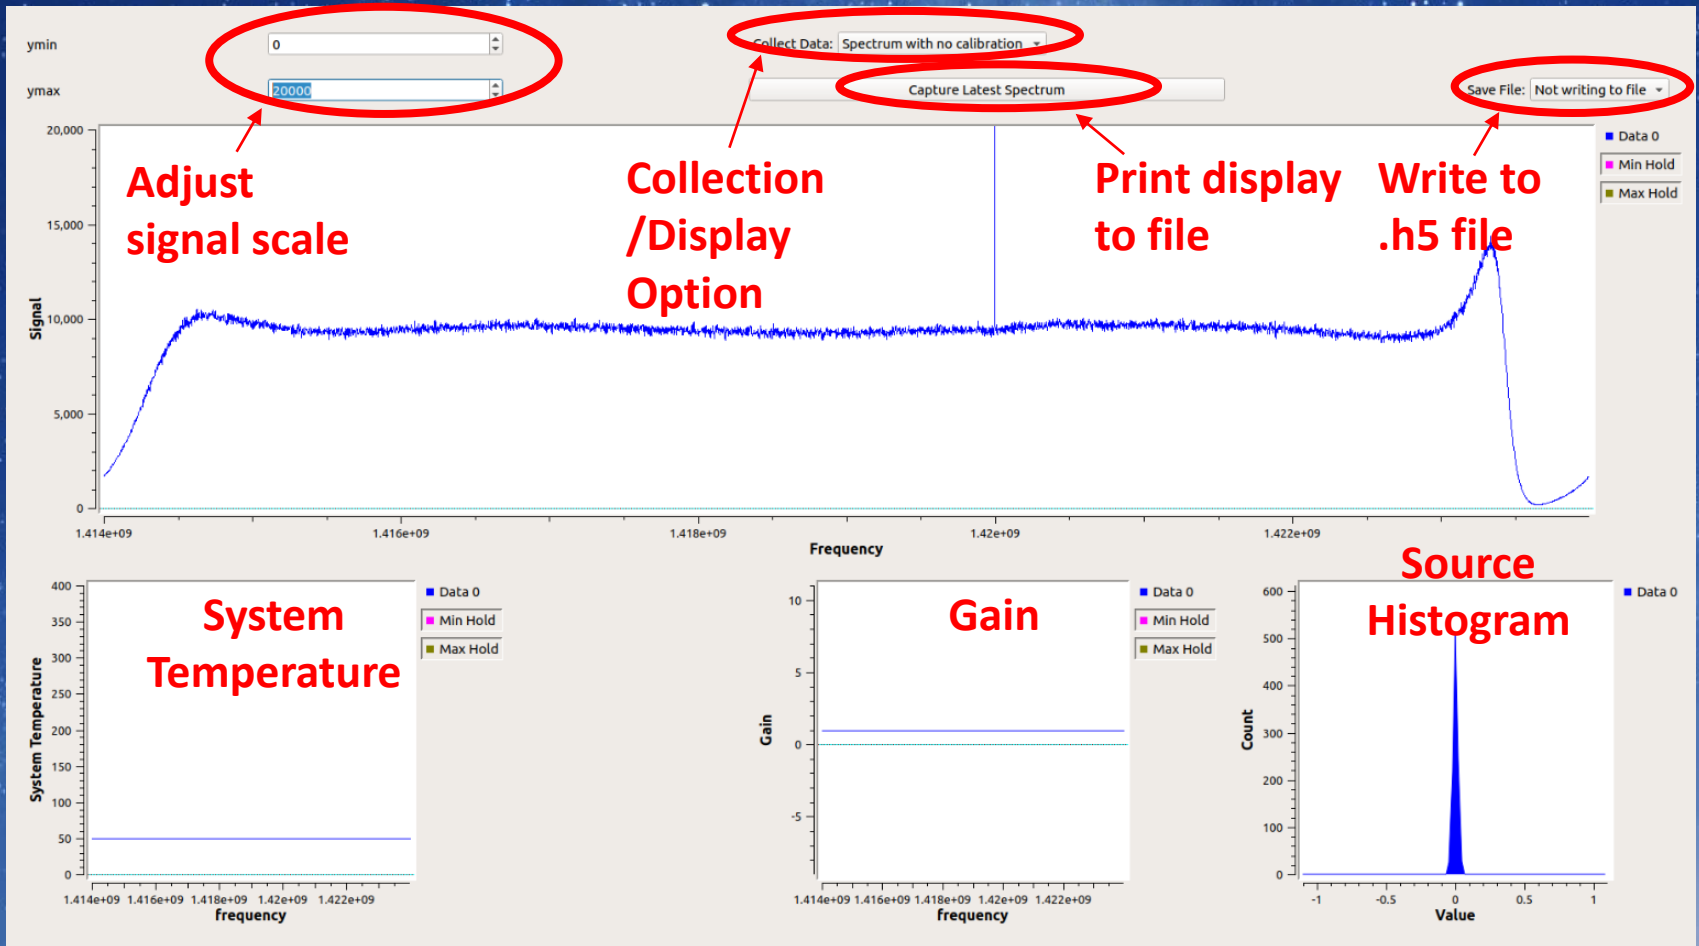 ymin
0
Collect Data: Spectrum with no calibration
ymax
20000
Capture Latest Spectrum
Save File: Not writing to file
Adjust
signal scale
Collection
/Display
Option
Print display
to file
Write to
.h5 file
Signal
20,000
15,000
10,000
5,000
0
1.414e+09 1.416e+09 1.418e+09 1.42e+09 1.422e+09
Frequency
Data 0
Min Hold
Max Hold
System
Temperature
System Temperature
400
350
300
250
200
150
100
50
0
1.414e+09 1.416e+09 1.418e+09 1.42e+09 1.422e+09
frequency
Data 0
Min Hold
Max Hold
Gain
Gain
10
5
0
-5
1.414e+09 1.416e+09 1.418e+09 1.42e+09 1.422e+09
frequency
Data 0
Min Hold
Max Hold
Source
Histogram
Count
600
500
400
300
200
100
0
-1 -0.5 0 0.5 1
Value
Data 0